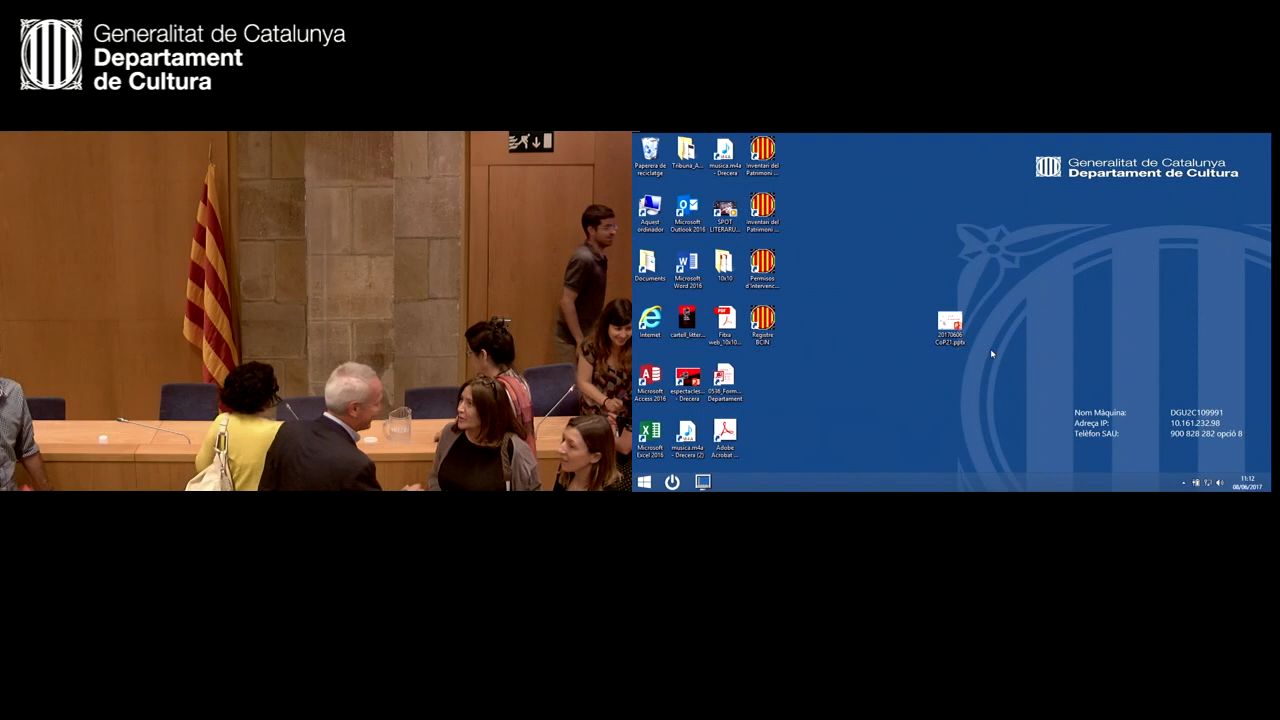 Generalitat de Catalunya
Departament
de Cultura
Generalitat de Catalunya
Departament de Cultura
Paperera de
reciclatge
Tribuna_A...
musica.m4a
- Drecera
Inventari del
Patrimoni ...
Aquest
ordinador
Microsoft
Outlook 2016
SPOT
LITERARU...
Inventari del
Patrimoni ...
Documents
Microsoft
Word 2016
10x10
Permisos
d'Intervenc...
Internet
cartell_litter...
Fitxa
web_10x10...
Registre
BCIN
20170606
CoPZ1.pptx
Microsoft
Access 2016
espectacles...
- Drecera
0536_Form...
Departament
Microsoft
Excel 2016
musica.m4a
- Drecera (2)
Adobe
Acrobat ...
Nom Màquina: DGU2C109991
Adreça IP: 10.161.232.98
Telèfon SAU: 900 828 282 opció 8
11:12
08/06/2017